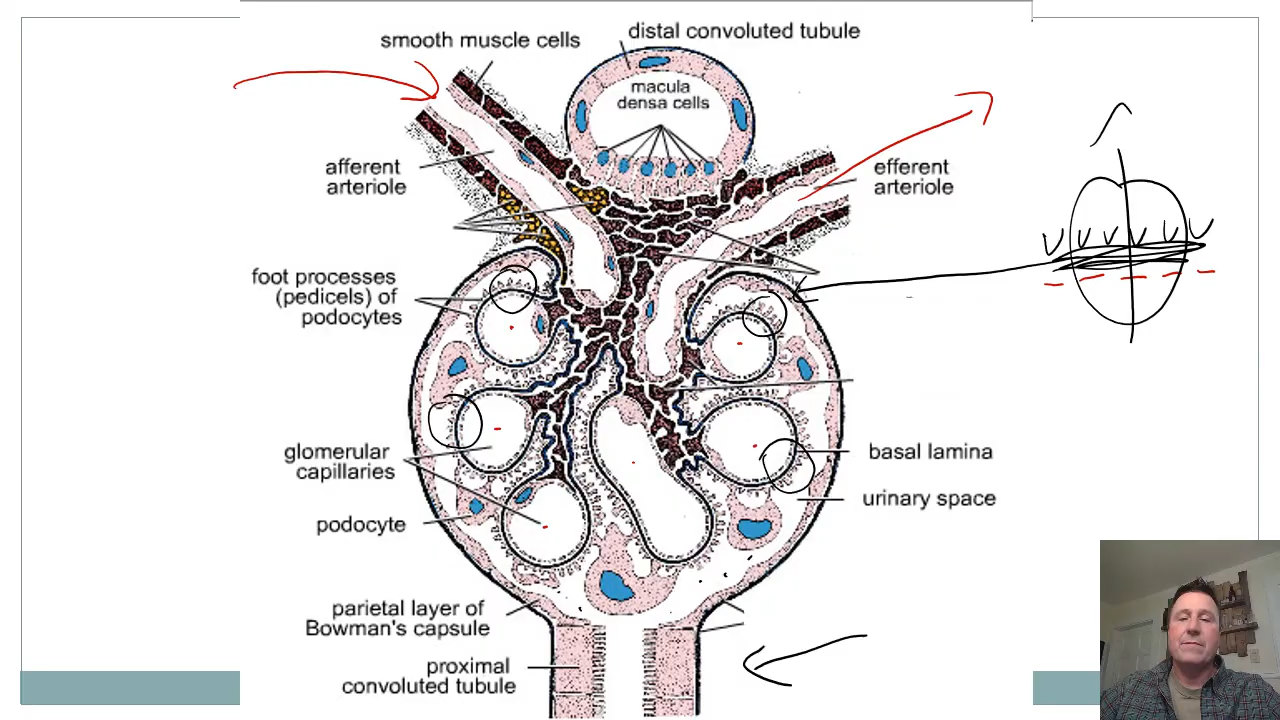 distal convoluted tubule
smooth muscle cells
macula
densa cells
afferent
arteriole
efferent
arteriole
foot processes
(pedicels) of
podocytes
glomerular
capillaries
basal lamina
urinary space
podocyte
parietal layer of
Bowman's capsule
proximal
convoluted tubule